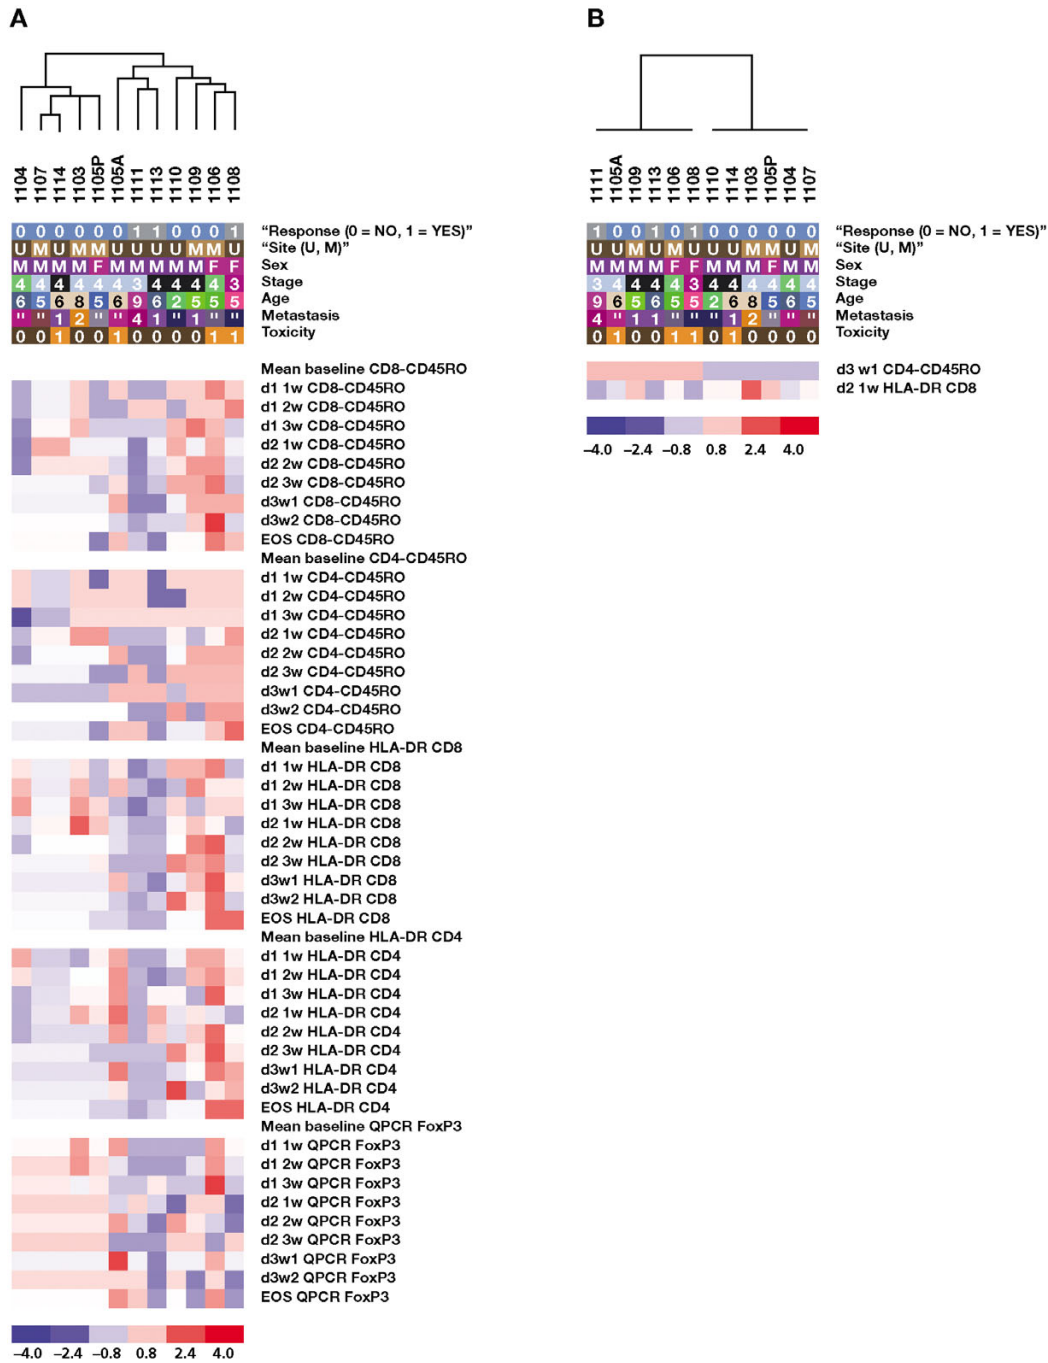 A
1104 1107 1114 1103 1105P 1105A 1111 1113 1110 1109 1106 1108
0 0 0 0 0 0 1 1 0 0 0 1 "Response (0 = NO, 1 = YES)"
U M U M M U U U U M M U "Site (U, M)"
M M M M F M M M M M F F Sex
4 4 4 4 4 4 3 4 4 4 4 3 Stage
6 5 6 8 5 6 9 6 2 5 5 5 Age
" " 1 2 " " 4 1 " 1 " " Metastasis
0 0 1 0 0 1 0 0 0 0 1 1 Toxicity
Mean baseline CD8-CD45RO
d1 1w CD8-CD45RO
d1 2w CD8-CD45RO
d1 3w CD8-CD45RO
d2 1w CD8-CD45RO
d2 2w CD8-CD45RO
d2 3w CD8-CD45RO
d3w1 CD8-CD45RO
d3w2 CD8-CD45RO
EOS CD8-CD45RO
Mean baseline CD4-CD45RO
d1 1w CD4-CD45RO
d1 2w CD4-CD45RO
d1 3w CD4-CD45RO
d2 1w CD4-CD45RO
d2 2w CD4-CD45RO
d2 3w CD4-CD45RO
d3w1 CD4-CD45RO
d3w2 CD4-CD45RO
EOS CD4-CD45RO
Mean baseline HLA-DR CD8
d1 1w HLA-DR CD8
d1 2w HLA-DR CD8
d1 3w HLA-DR CD8
d2 1w HLA-DR CD8
d2 2w HLA-DR CD8
d2 3w HLA-DR CD8
d3w1 HLA-DR CD8
d3w2 HLA-DR CD8
EOS HLA-DR CD8
Mean baseline HLA-DR CD4
d1 1w HLA-DR CD4
d1 2w HLA-DR CD4
d1 3w HLA-DR CD4
d2 1w HLA-DR CD4
d2 2w HLA-DR CD4
d2 3w HLA-DR CD4
d3w1 HLA-DR CD4
d3w2 HLA-DR CD4
EOS HLA-DR CD4
Mean baseline QPCR FoxP3
d1 1w QPCR FoxP3
d1 2w QPCR FoxP3
d1 3w QPCR FoxP3
d2 1w QPCR FoxP3
d2 2w QPCR FoxP3
d2 3w QPCR FoxP3
d3w1 QPCR FoxP3
d3w2 QPCR FoxP3
EOS QPCR FoxP3
–4.0 –2.4 –0.8 0.8 2.4 4.0
B
1111 1105A 1109 1113 1106 1108 1110 1114 1103 1105P 1104 1107
1 0 0 1 0 1 0 0 0 0 0 0 "Response (0 = NO, 1 = YES)"
U U M U M U U U M M U M "Site (U, M)"
M M M M F F M M M F M M Sex
3 4 4 4 4 3 4 4 4 4 4 4 Stage
9 6 5 6 5 5 2 6 8 5 6 5 Age
4 " 1 1 " " " 1 2 " " " Metastasis
0 1 0 0 1 1 0 1 0 0 0 0 Toxicity
d3 w1 CD4-CD45RO
d2 1w HLA-DR CD8
–4.0 –2.4 –0.8 0.8 2.4 4.0